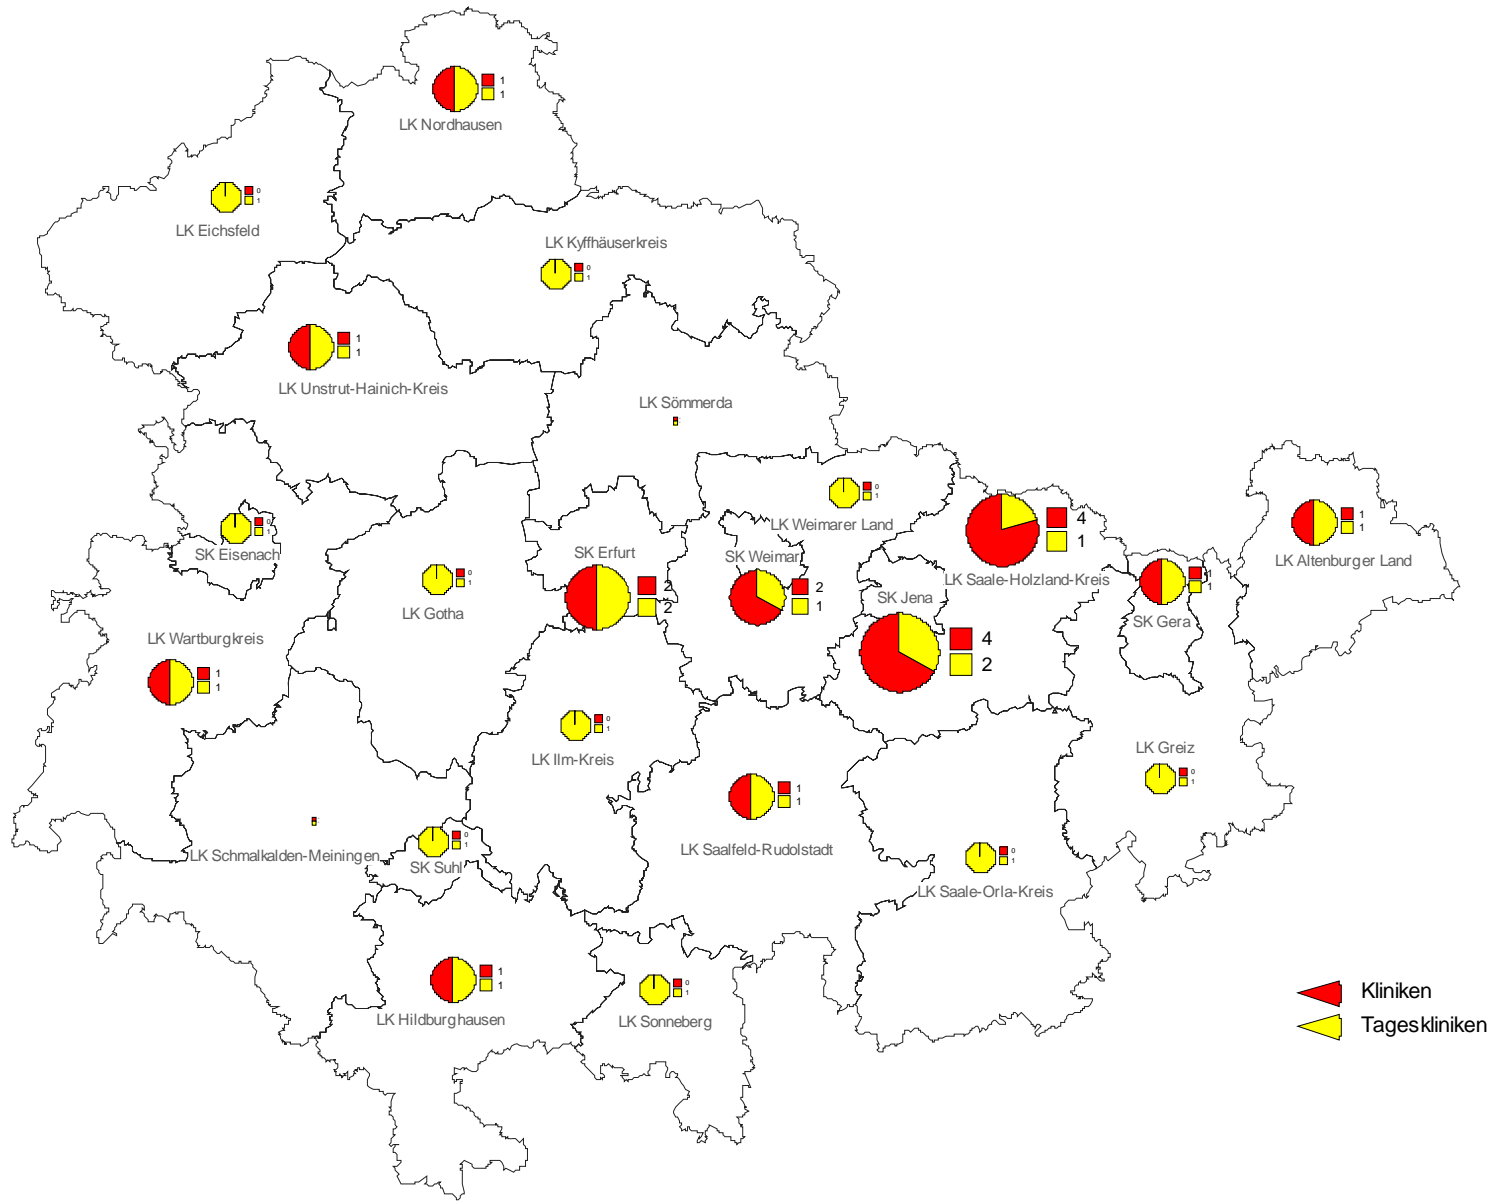 1
1
LK Nordhausen
0
1
LK Eichsfeld
LK Kyffhäuserkreis
0
1
1
1
LK Unstrut-Hainich-Kreis
LK Sömmerda
0
1
LK Weimarer Land
4
1
LK Saale-Holzland-Kreis
1
1
LK Altenburger Land
0
1
SK Eisenach
SK Erfurt
2
2
SK Weimar
2
1
0
1
LK Gotha
SK Jena
4
2
1
1
SK Gera
LK Wartburgkreis
1
1
0
1
LK Ilm-Kreis
LK Greiz
0
1
1
1
LK Saalfeld-Rudolstadt
LK Schmalkalden-Meiningen
0
1
SK Suhl
0
1
LK Saale-Orla-Kreis
1
1
LK Hildburghausen
0
1
LK Sonneberg
Kliniken
Tageskliniken